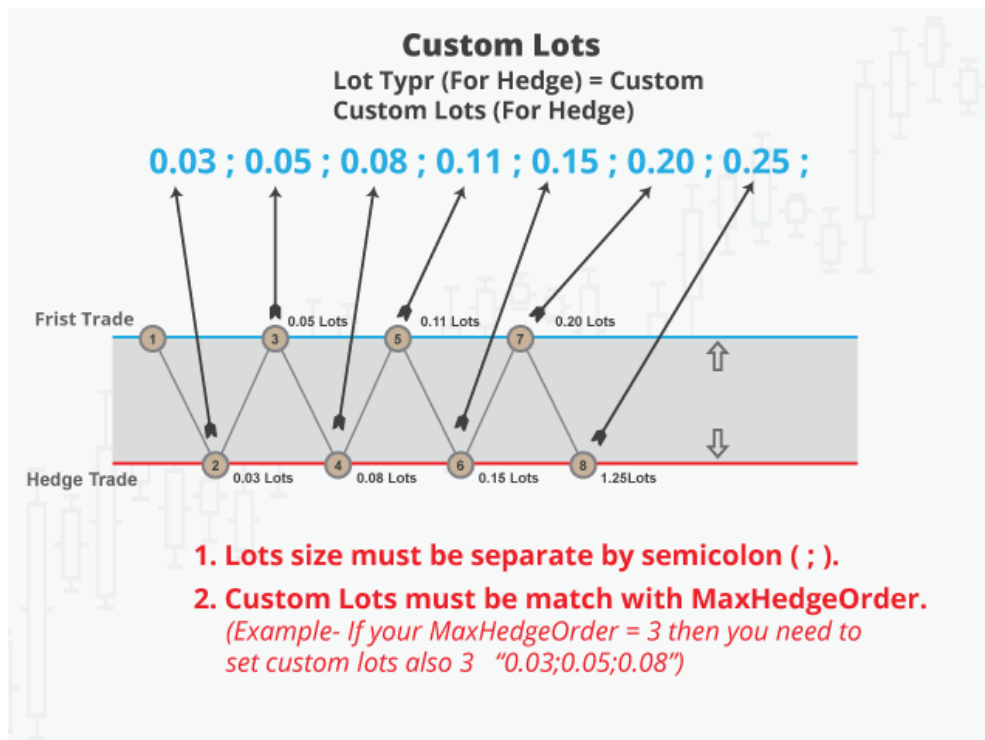 Custom Lots
Lot Typr (For Hedge) = Custom
Custom Lots (For Hedge)
0.03 ; 0.05 ; 0.08 ; 0.11 ; 0.15 ; 0.20 ; 0.25 ;
Frist Trade
1
3
0.05 Lots
5
0.11 Lots
7
0.20 Lots
Hedge Trade
2
0.03 Lots
4
0.08 Lots
6
0.15 Lots
8
1.25Lots
1. Lots size must be separate by semicolon ( ; ).
2. Custom Lots must be match with MaxHedgeOrder.
(Example- If your MaxHedgeOrder = 3 then you need to
set custom lots also 3 “0.03;0.05;0.08”)